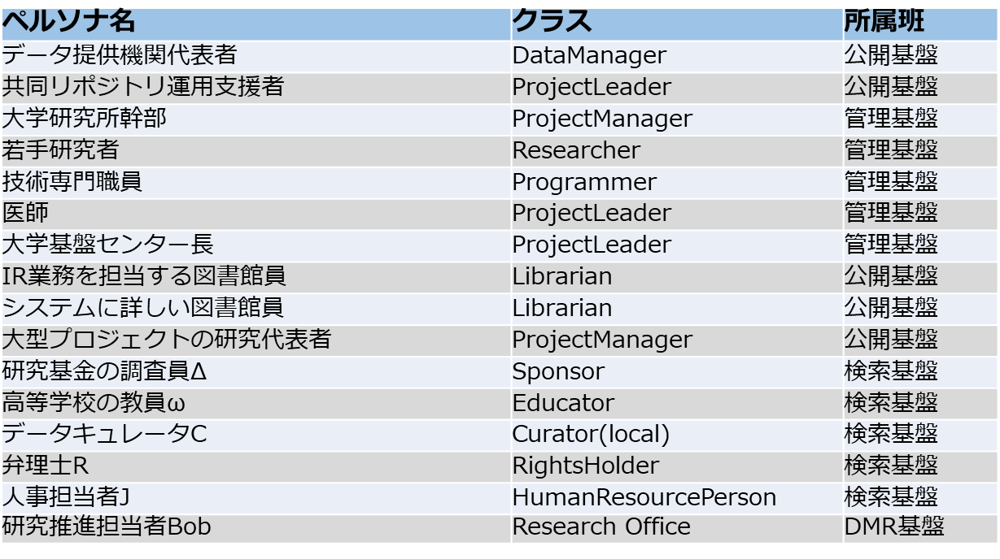 ペルソナ名 クラス 所属班
データ提供機関代表者 DataManager 公開基盤
共同リポジトリ運用支援者 ProjectLeader 公開基盤
大学研究所幹部 ProjectManager 管理基盤
若手研究者 Researcher 管理基盤
技術専門職員 Programmer 管理基盤
医師 ProjectLeader 管理基盤
大学基盤センター長 ProjectLeader 管理基盤
IR業務を担当する図書館員 Librarian 公開基盤
システムに詳しい図書館員 Librarian 公開基盤
大型プロジェクトの研究代表者 ProjectManager 公開基盤
研究基金の調査員Δ Sponsor 検索基盤
高等学校の教員ω Educator 検索基盤
データキュレータC Curator(local) 検索基盤
弁理士R RightsHolder 検索基盤
人事担当者J HumanResourcePerson 検索基盤
研究推進担当者Bob Research Office DMR基盤